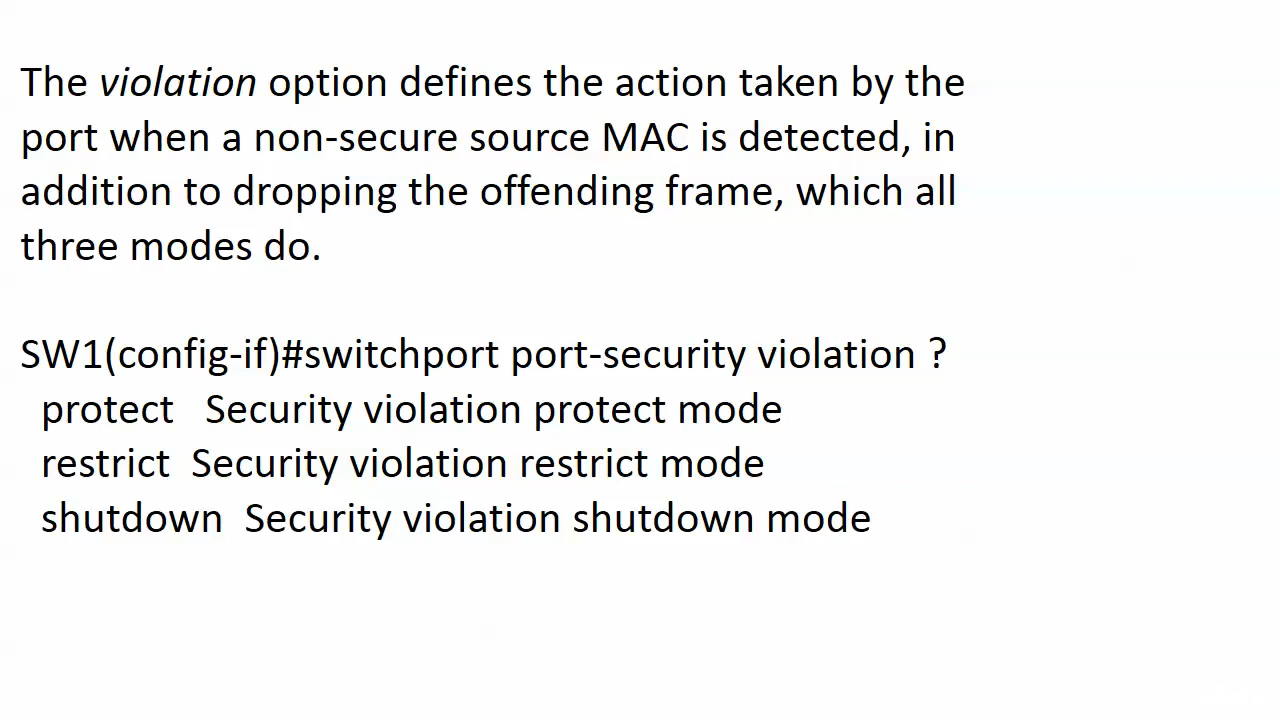 The violation option defines the action taken by the
port when a non-secure source MAC is detected, in
addition to dropping the offending frame, which all
three modes do.
SW1(config-if)#switchport port-security violation ?
protect Security violation protect mode
restrict Security violation restrict mode
shutdown Security violation shutdown mode